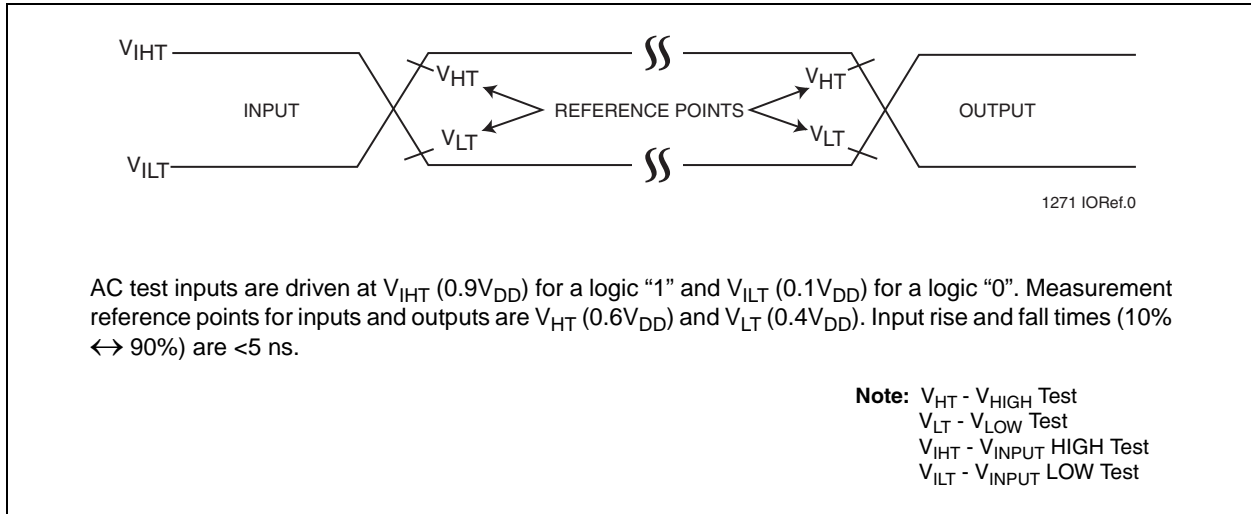 VIHT
VHT
VHT
INPUT
REFERENCE POINTS
OUTPUT
VLT
VLT
VILT
1271 IORef.0
AC test inputs are driven at VIHT (0.9VDD) for a logic “1” and VILT (0.1VDD) for a logic “0”. Measurement
reference points for inputs and outputs are VHT (0.6VDD) and VLT (0.4VDD). Input rise and fall times (10%
↔ 90%) are <5 ns.
Note: VHT - VHIGH Test
VLT - VLOW Test
VIHT - VINPUT HIGH Test
VILT - VINPUT LOW Test